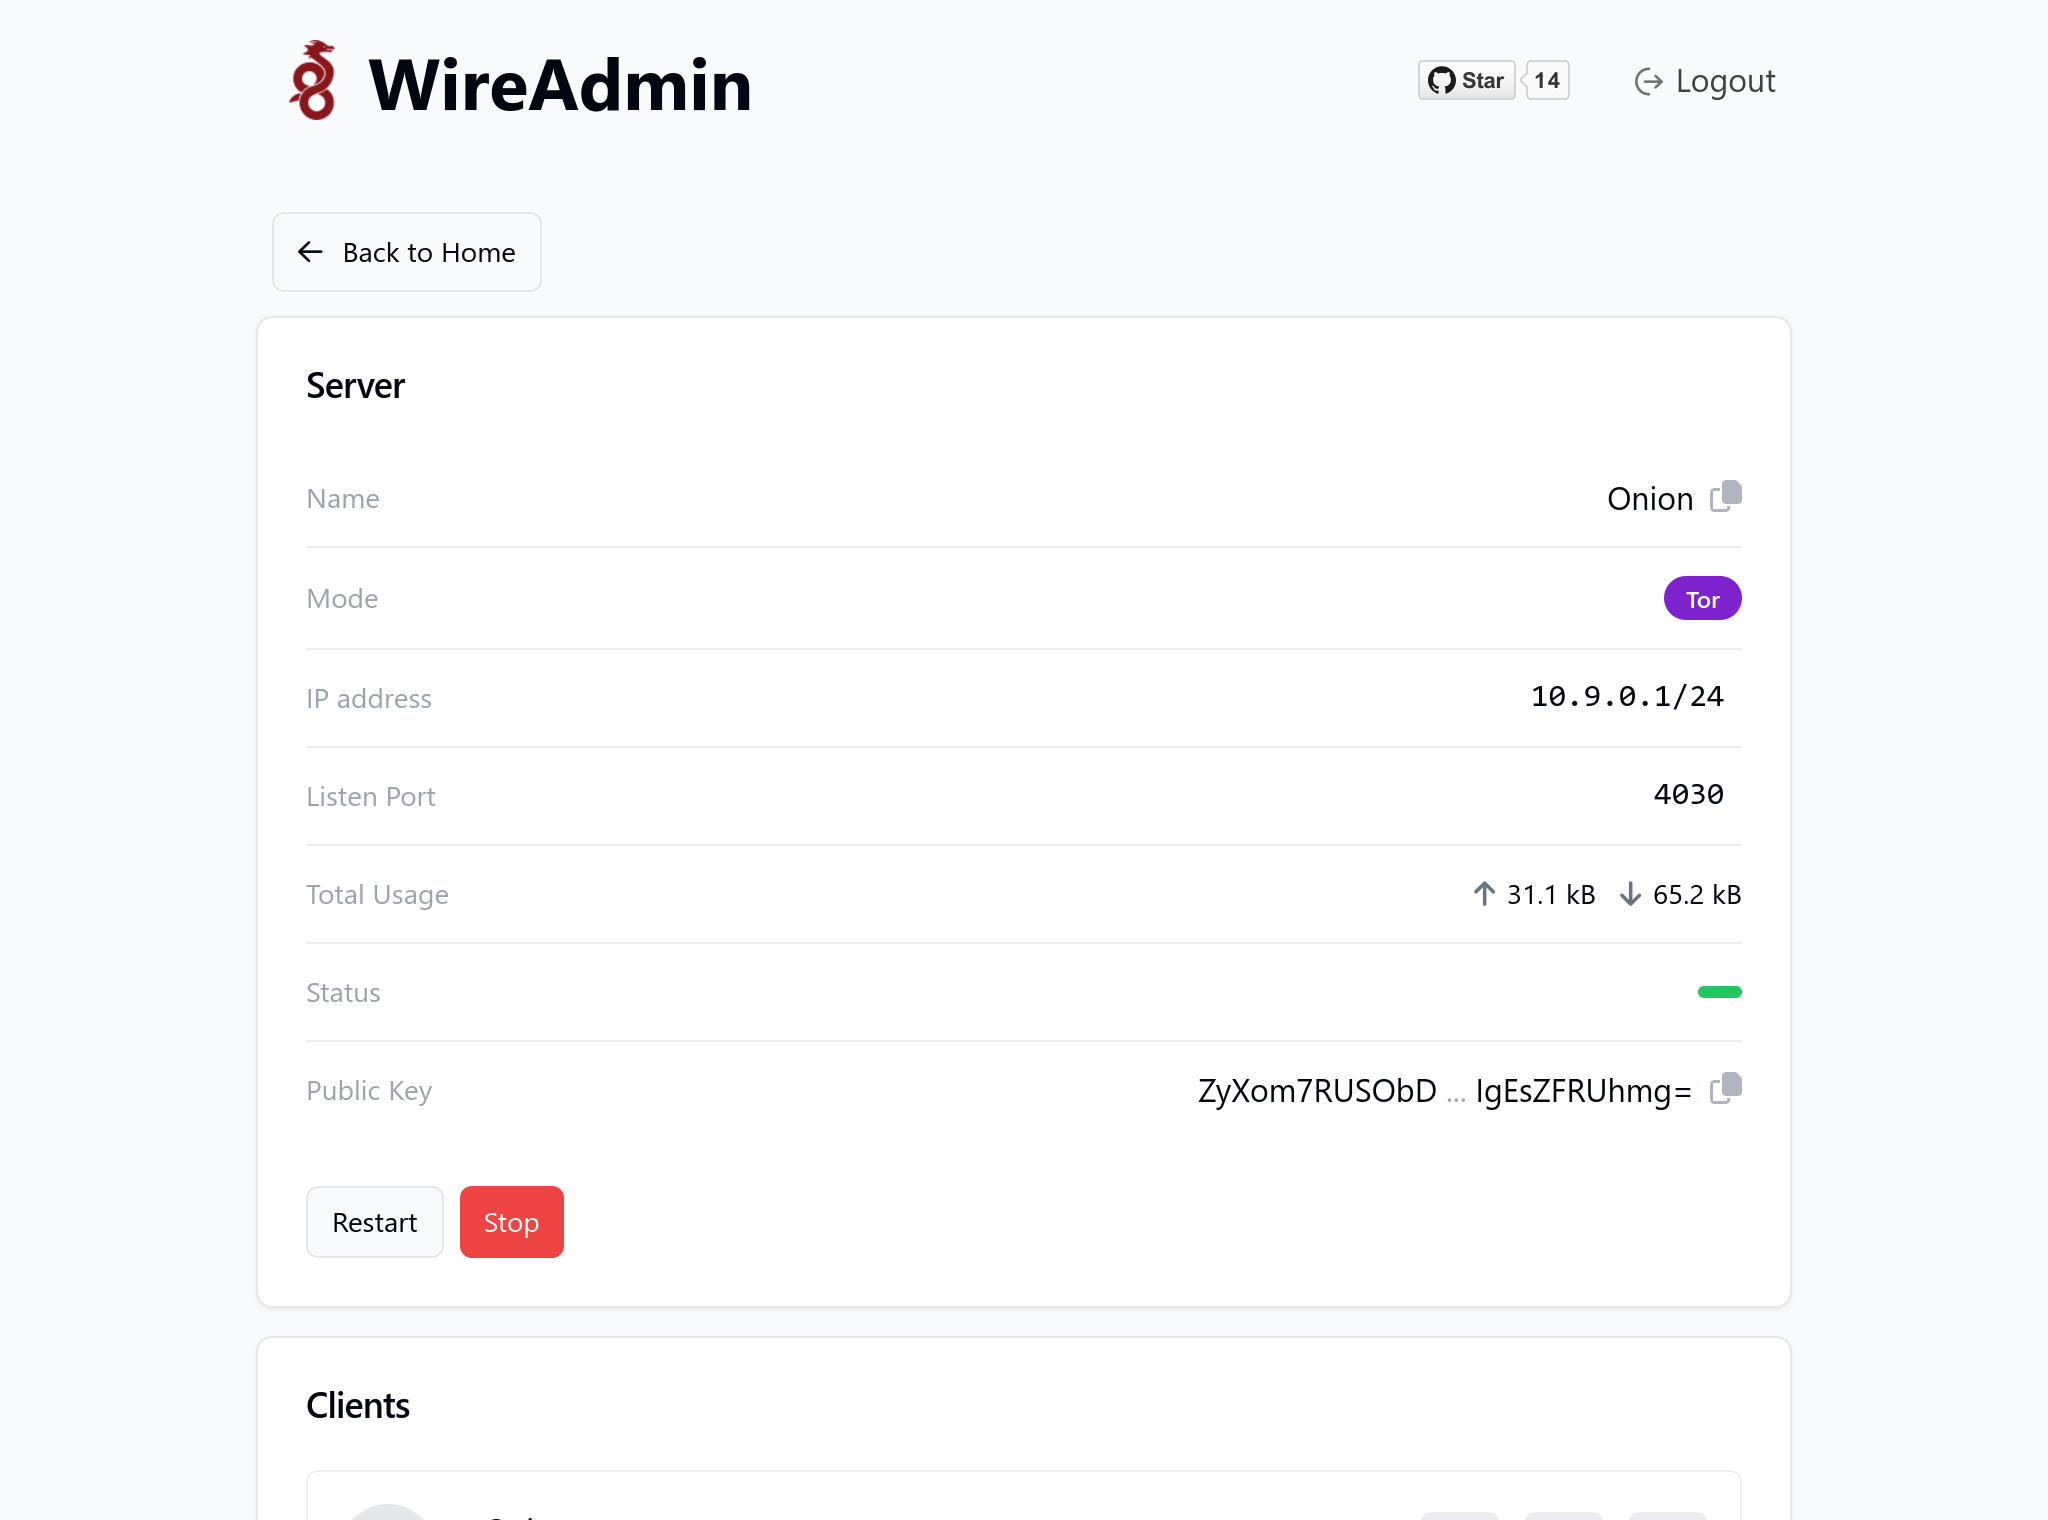 WireAdmin
Star 14
Logout
Back to Home
Server
Name Onion
Mode Tor
IP address 10.9.0.1/24
Listen Port 4030
Total Usage 31.1 kB 65.2 kB
Status
Public Key ZyXom7RUSObD ... lgEsZFRUhmg=
Restart Stop
Clients